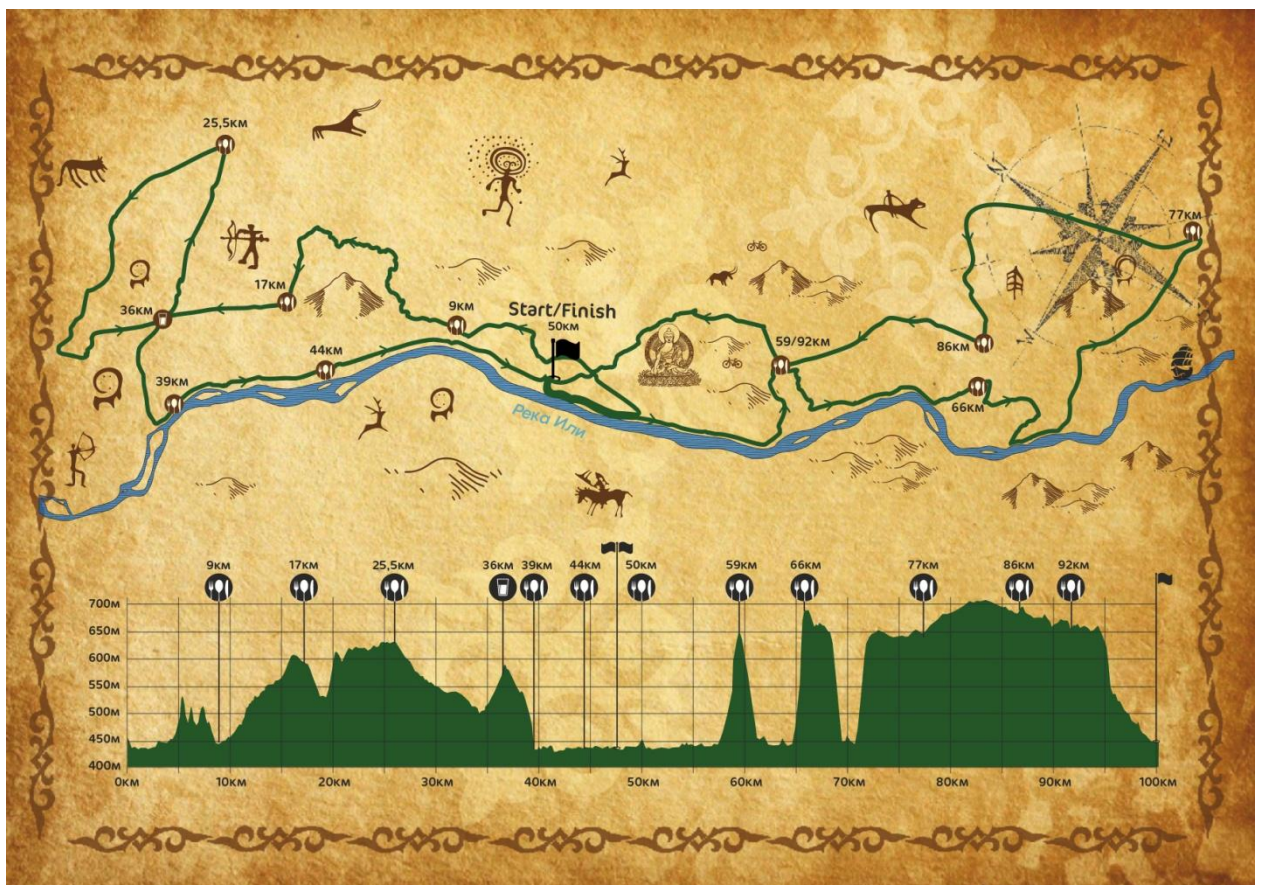 25,5км
77км
17км
36км
9км
Start/Finish
50км
59/92км
86км
44км
39км
66км
Река Или
9км 17км 25,5км 36км 39км 44км 50км 59км 66км 77км 86км 92км
700м
650м
600м
550м
500м
450м
400м
0км 10км 20км 30км 40км 50км 60км 70км 80км 90км 100км